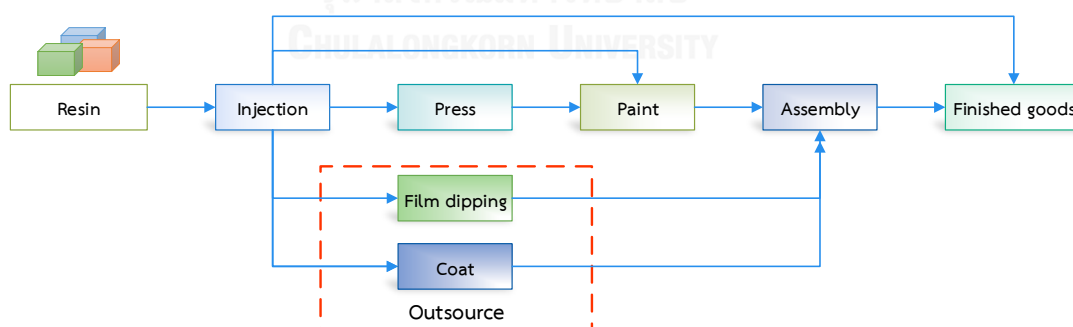 CHULALONGKORN UNIVERSITY
Resin
Injection
Press
Paint
Assembly
Finished goods
Film dipping
Coat
Outsource